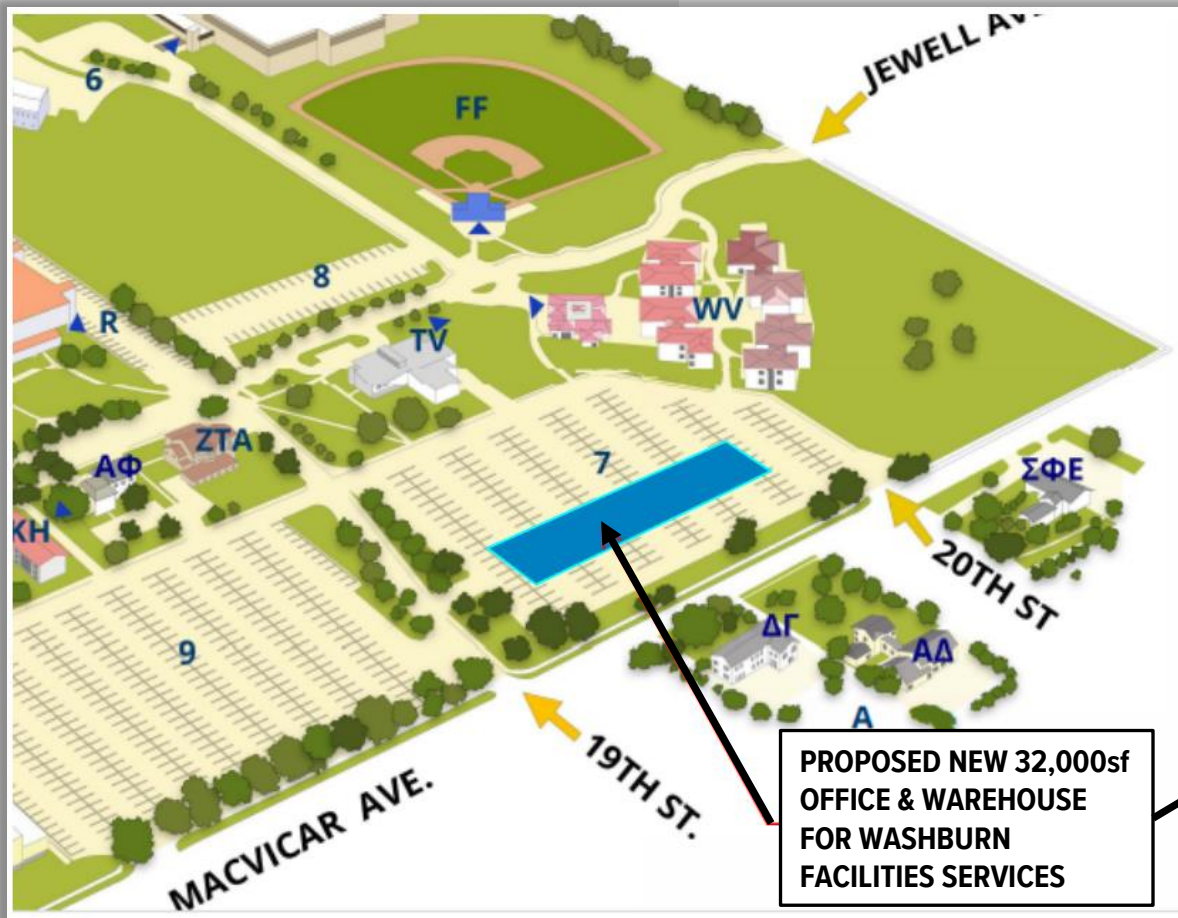 JEWELL AV
6
FF
8
R
TV
WV
ZTA
ΑΦ
7
ΣΦΕ
KH
20TH ST
9
ΔΓ
ΑΔ
A
19TH ST.
MACVICAR AVE.
PROPOSED NEW 32,000sf
OFFICE & WAREHOUSE
FOR WASHBURN
FACILITIES SERVICES